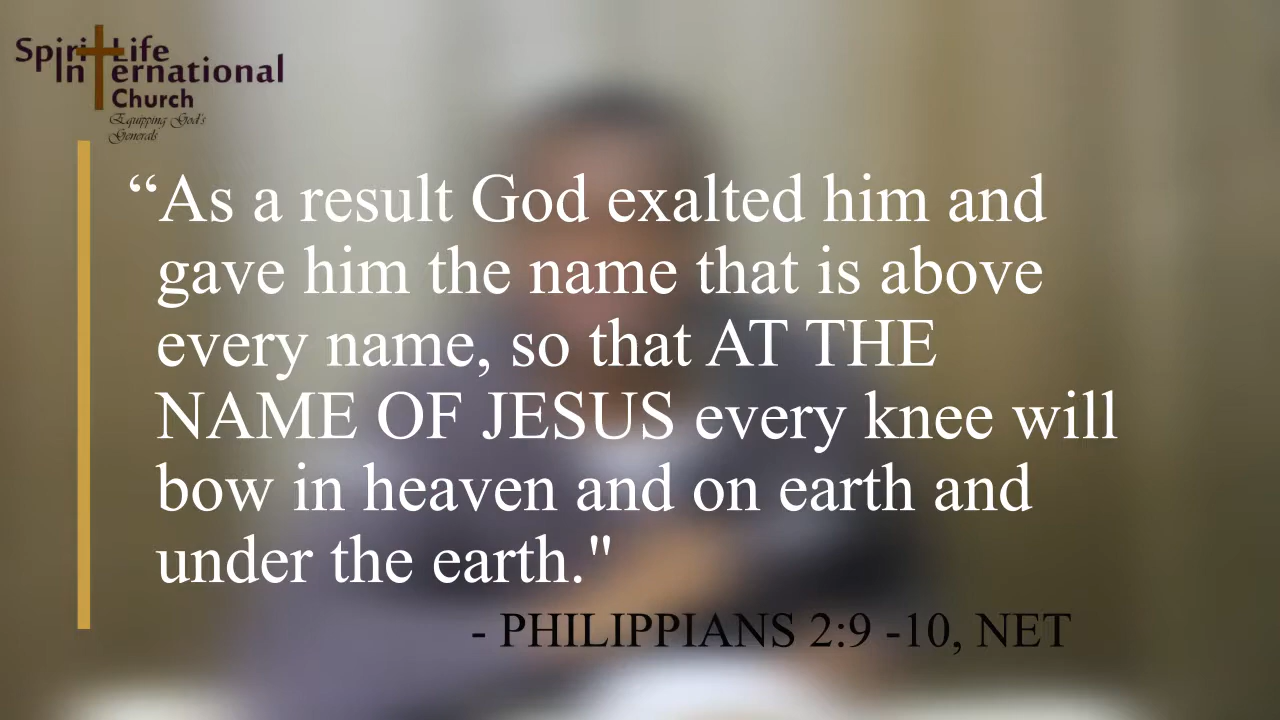 Spirit Life
International
Church
Equipping God's
Generals
“As a result God exalted him and
gave him the name that is above
every name, so that AT THE
NAME OF JESUS every knee will
bow in heaven and on earth and
under the earth."
- PHILIPPIANS 2:9 -10, NET